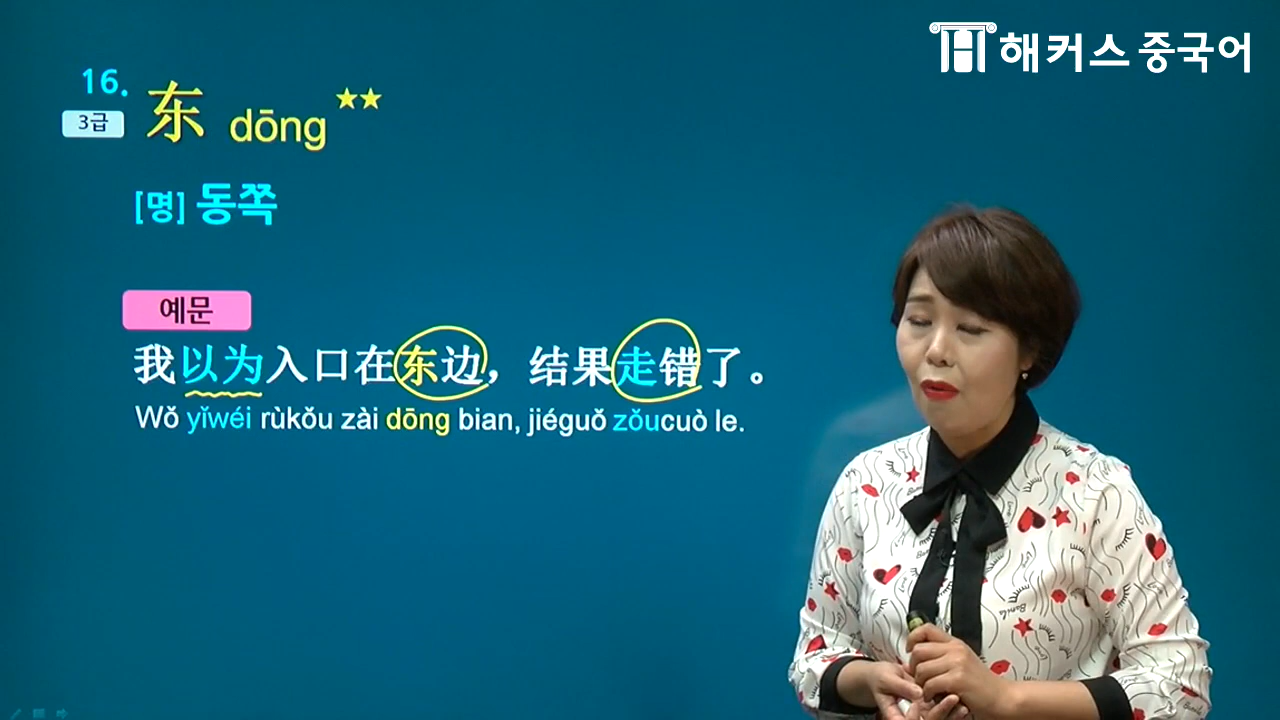 해커스 중국어
16.
东 dōng ★★
3급
[명] 동쪽
예문
我以为入口在东边，结果走错了。
Wǒ yǐwéi rùkǒu zài dōng bian, jiéguǒ zǒucuò le.